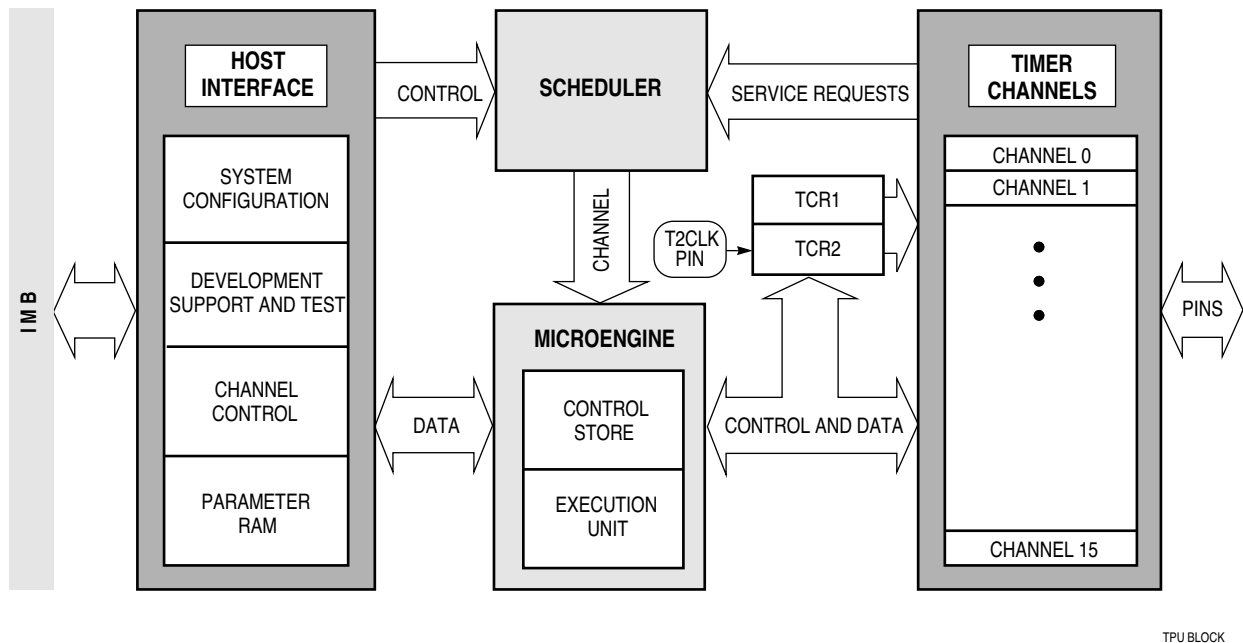 IMB
HOST
INTERFACE
SYSTEM
CONFIGURATION
DEVELOPMENT
SUPPORT AND TEST
CHANNEL
CONTROL
PARAMETER
RAM
CONTROL
SCHEDULER
SERVICE REQUESTS
CHANNEL
T2CLK
PIN
TCR1
TCR2
DATA
MICROENGINE
CONTROL
STORE
EXECUTION
UNIT
CONTROL AND DATA
TIMER
CHANNELS
CHANNEL 0
CHANNEL 1
CHANNEL 15
PINS
TPU BLOCK